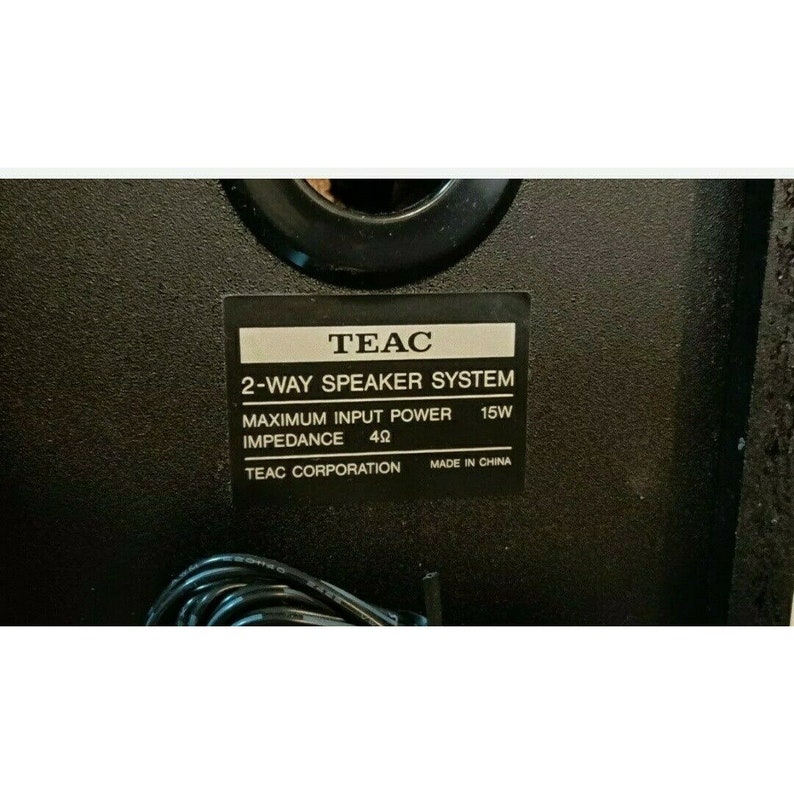 TEAC
2-WAY SPEAKER SYSTEM
MAXIMUM INPUT POWER 15W
IMPEDANCE 4Ω
TEAC CORPORATION MADE IN CHINA